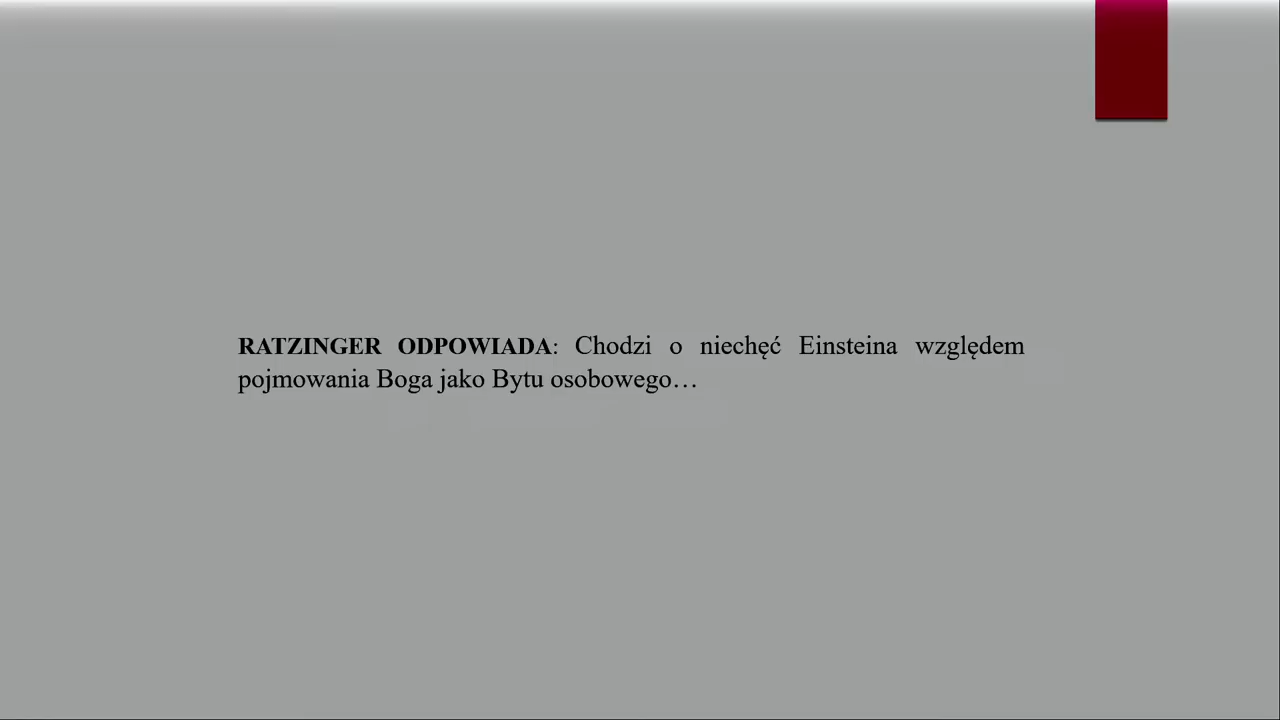 RATZINGER ODPOWIADA: Chodzi o niechęć Einsteina względem
pojmowania Boga jako Bytu osobowego…